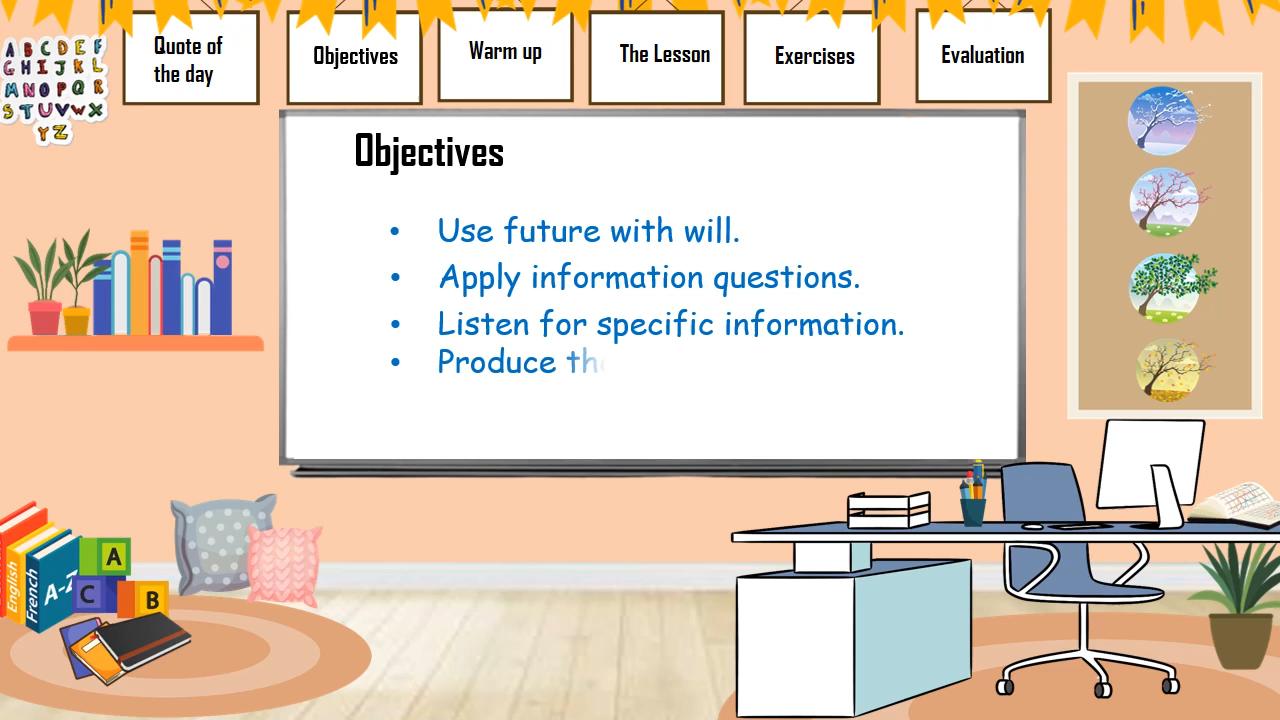 Quote of
the day
Objectives
Warm up
The Lesson
Exercises
Evaluation
A B C D E F
G H I J K L
M N O P Q R
S T U V W X
Y Z
Objectives
• Use future with will.
• Apply information questions.
• Listen for specific information.
• Produce
English
French
A-Z
A
C
B